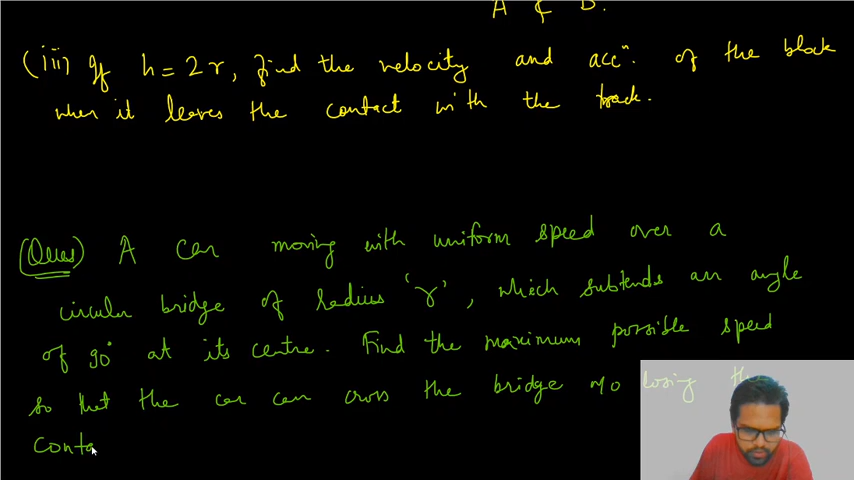 A & B.
(iii) If h = 2r, find the velocity and accⁿ. of the block
when it leaves the contact with the track.
(Ques) A car moving with uniform speed over a
circular bridge of radius 'r', which subtends an angle
of 90° at its centre. Find the maximum possible speed
so that the car can cross the bridge w/o losing the
conta